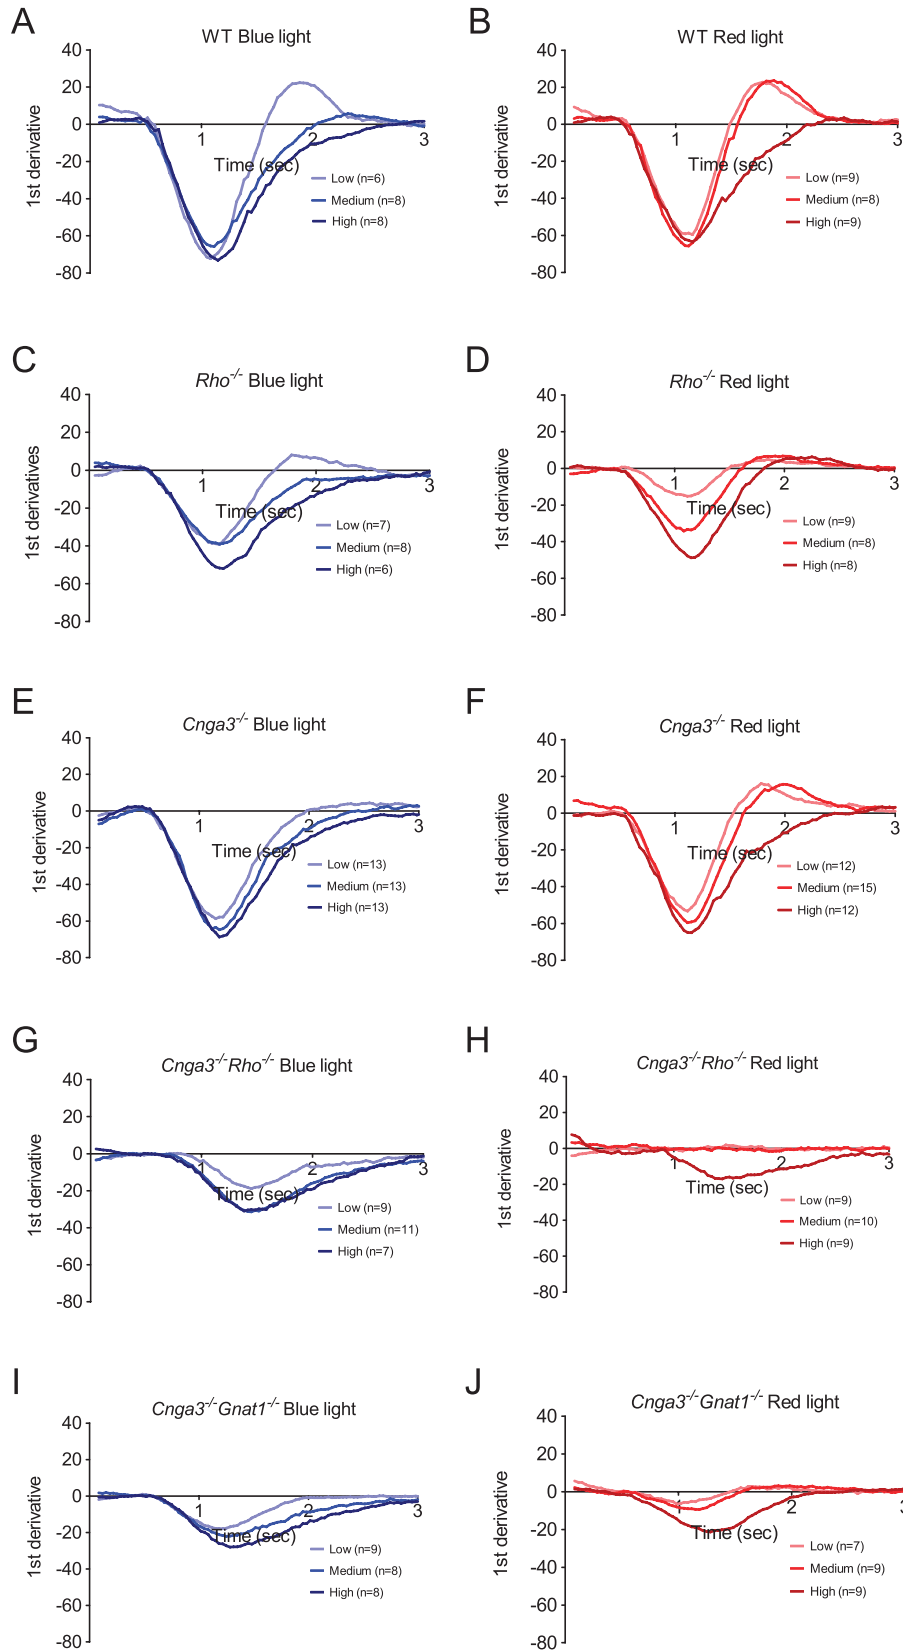 A
WT Blue light
40
20
0
-20
-40
-60
-80
1st derivative
1
2
3
Time (sec)
Low (n=6)
Medium (n=8)
High (n=8)
B
WT Red light
40
20
0
-20
-40
-60
-80
1st derivative
1
2
3
Time (sec)
Low (n=9)
Medium (n=8)
High (n=9)
C
Rho-/- Blue light
40
20
0
-20
-40
-60
-80
1st derivatives
1
2
3
Time (sec)
Low (n=7)
Medium (n=8)
High (n=6)
D
Rho-/- Red light
40
20
0
-20
-40
-60
-80
1st derivative
1
2
3
Time (sec)
Low (n=9)
Medium (n=8)
High (n=8)
E
Cnga3-/- Blue light
40
20
0
-20
-40
-60
-80
1st derivative
1
2
3
Time (sec)
Low (n=13)
Medium (n=13)
High (n=13)
F
Cnga3-/- Red light
40
20
0
-20
-40
-60
-80
1st derivative
1
2
3
Time (sec)
Low (n=12)
Medium (n=15)
High (n=12)
G
Cnga3-/-Rho-/- Blue light
40
20
0
-20
-40
-60
-80
1st derivative
1
2
3
Time (sec)
Low (n=9)
Medium (n=11)
High (n=7)
H
Cnga3-/-Rho-/- Red light
40
20
0
-20
-40
-60
-80
1st derivative
1
2
3
Time (sec)
Low (n=9)
Medium (n=10)
High (n=9)
I
Cnga3-/-Gnat1-/- Blue light
40
20
0
-20
-40
-60
-80
1st derivative
1
2
3
Time (sec)
Low (n=9)
Medium (n=8)
High (n=8)
J
Cnga3-/-Gnat1-/- Red light
40
20
0
-20
-40
-60
-80
1st derivative
1
2
3
Time (sec)
Low (n=7)
Medium (n=9)
High (n=9)